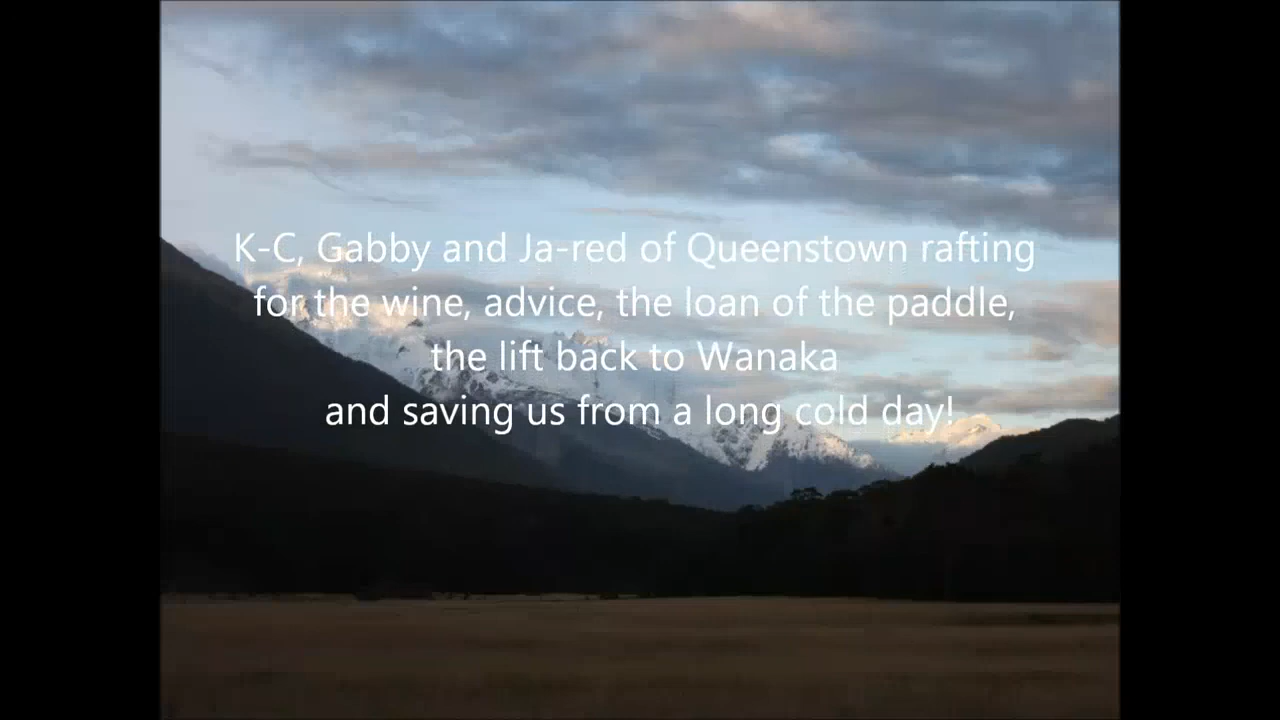 K-C, Gabby and Ja-red of Queenstown rafting
for the wine, advice, the loan of the paddle,
the lift back to Wanaka
and saving us from a long cold day!